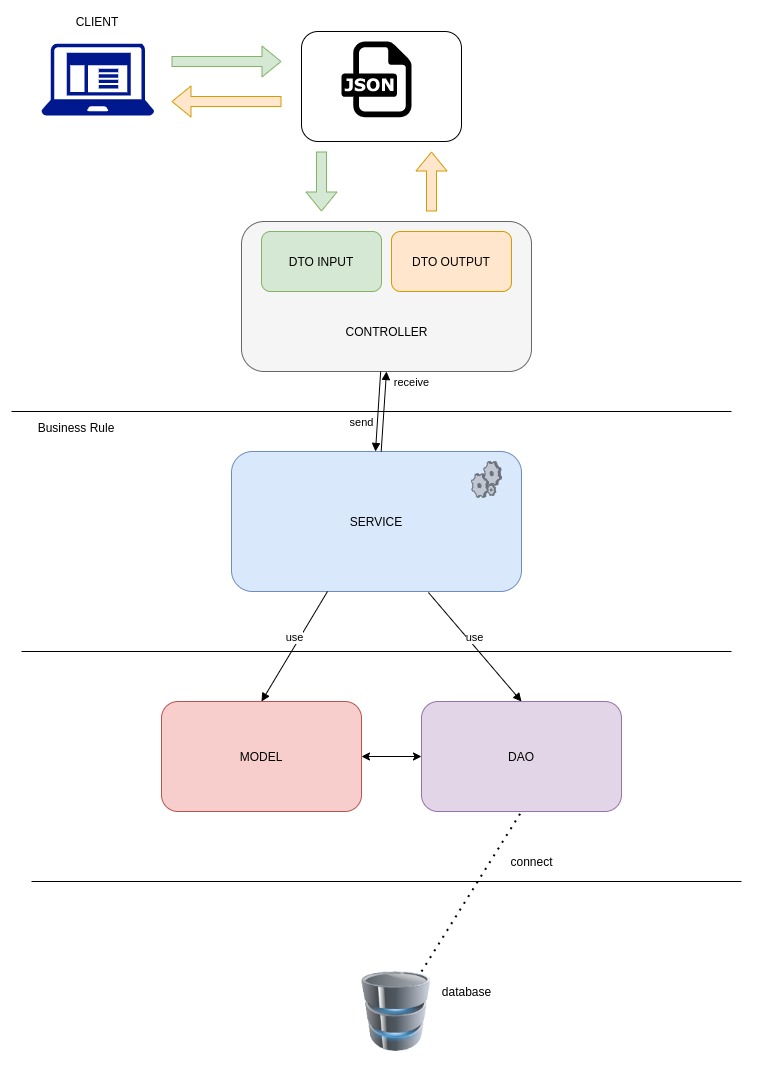 CLIENT
JSON
DTO INPUT
DTO OUTPUT
CONTROLLER
receive
send
Business Rule
SERVICE
use
use
MODEL
DAO
connect
database